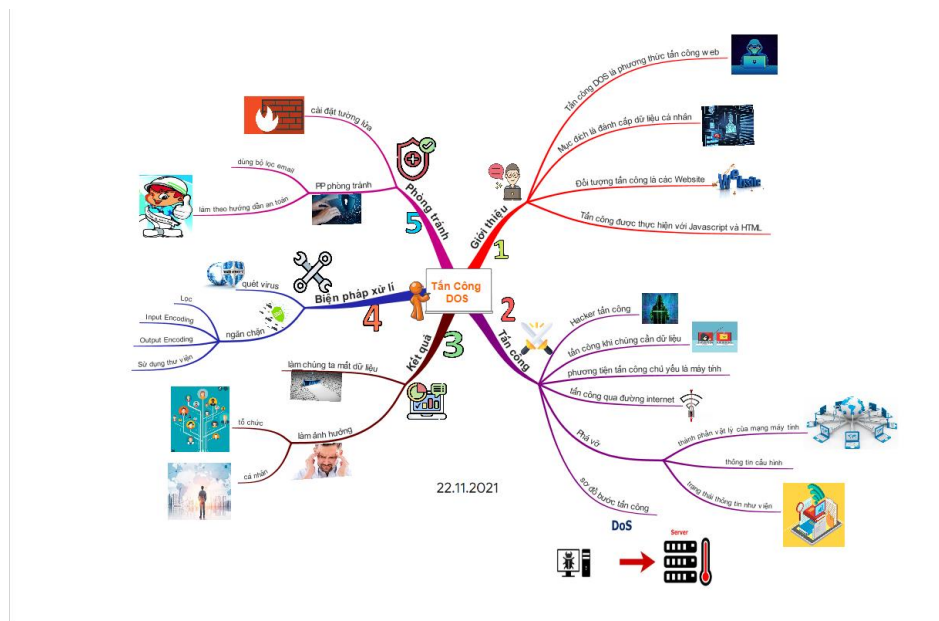 Tấn Công
DOS
1
Giới thiệu
Tấn công DOS là phương thức tấn công web
Mục đích là đánh cắp dữ liệu cá nhân
Đối tượng tấn công là các Website
Website
Tấn công được thực hiện với Javascript và HTML
2
Tấn công
Hacker tấn công
tấn công khi chúng cần dữ liệu
phương tiện tấn công chủ yếu là máy tính
tấn công qua đường internet
Phá vỡ
thành phần vật lý của mạng máy tính
thông tin cấu hình
trạng thái thông tin như viên
sơ đồ bước tấn công
DoS
Server
3
Kết quả
làm chúng ta mất dữ liệu
làm ảnh hưởng
tổ chức
cá nhân
4
Biện pháp xử lí
quét virus
ngăn chặn
Lọc
Input Encoding
Output Encoding
Sử dụng thư viện
5
Phòng tránh
cài đặt tường lửa
PP phòng tránh
dùng bộ lọc email
làm theo hướng dẫn an toàn
22.11.2021